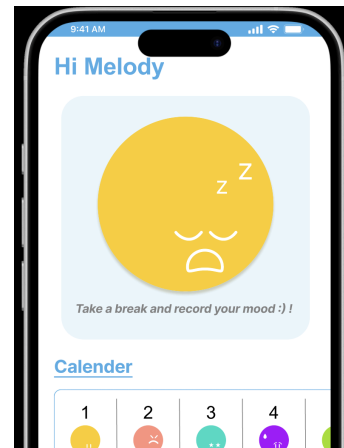 9:41 AM
Hi Melody
z
z
Take a break and record your mood :) !
Calender
1 2 3 4